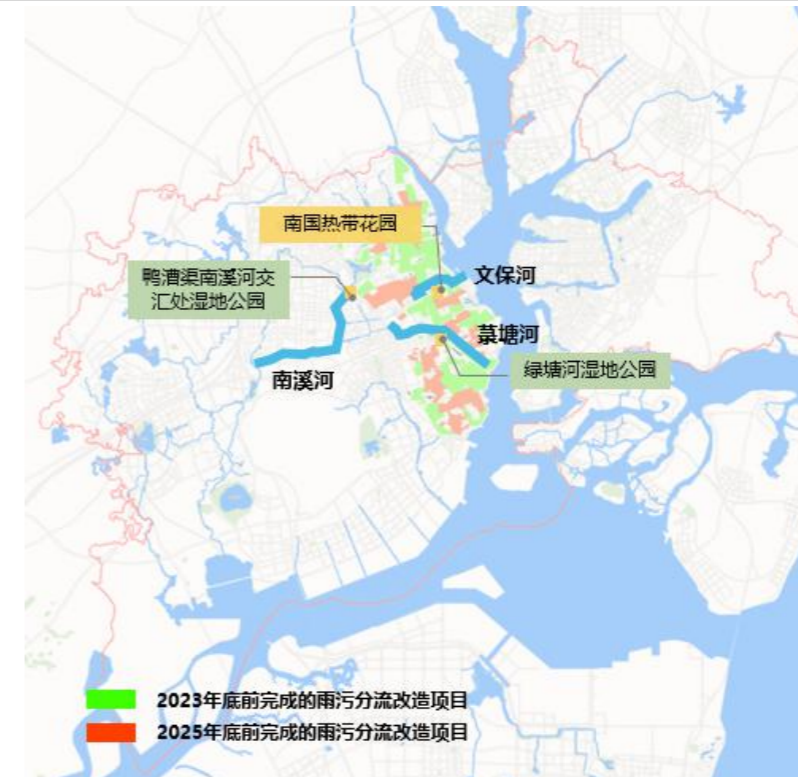 南国热带花园
鸭漕渠南溪河交
汇处湿地公园
文保河
菉塘河
绿塘河湿地公园
南溪河
2023年底前完成的雨污分流改造项目
2025年底前完成的雨污分流改造项目